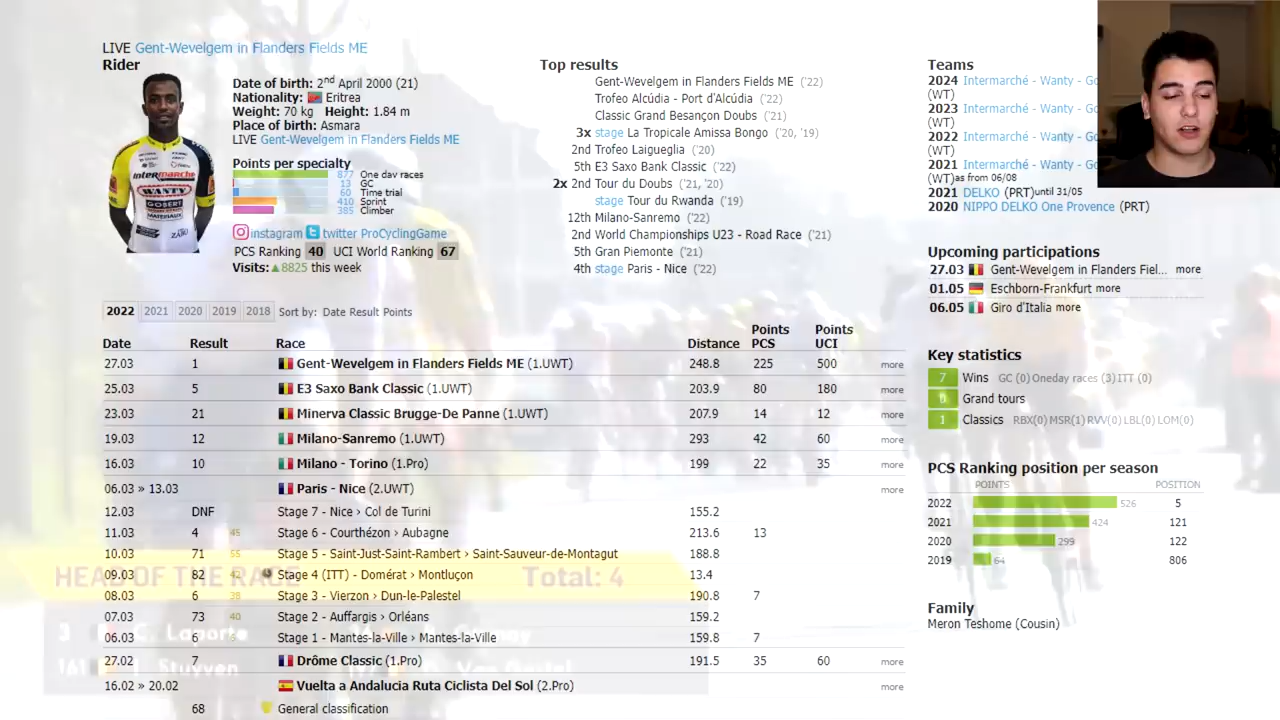 LIVE Gent-Wevelgem in Flanders Fields ME
Rider
Date of birth: 2nd April 2000 (21)
Nationality: Eritrea
Weight: 70 kg Height: 1.84 m
Place of birth: Asmara
LIVE Gent-Wevelgem in Flanders Fields ME
Points per specialty
877 One day races
13 GC
60 Time trial
410 Sprint
385 Climber
instagram twitter ProCyclingGame
PCS Ranking 40 UCI World Ranking 67
Visits: ▲8825 this week
intermarche
WANTY
GOBERT
MATERIAUX
Top results
Gent-Wevelgem in Flanders Fields ME ('22)
Trofeo Alcúdia - Port d'Alcúdia ('22)
Classic Grand Besançon Doubs ('21)
3x stage La Tropicale Amissa Bongo ('20, '19)
2nd Trofeo Laigueglia ('20)
5th E3 Saxo Bank Classic ('22)
2x 2nd Tour du Doubs ('21, '20)
stage Tour du Rwanda ('19)
12th Milano-Sanremo ('22)
2nd World Championships U23 - Road Race ('21)
5th Gran Piemonte ('21)
4th stage Paris - Nice ('22)
Teams
2024 Intermarché - Wanty - Go
(WT)
2023 Intermarché - Wanty - Go
(WT)
2022 Intermarché - Wanty - Go
(WT)
2021 Intermarché - Wanty - Go
(WT)as from 06/08
2021 DELKO (PRT)until 31/05
2020 NIPPO DELKO One Provence (PRT)
Upcoming participations
27.03 Gent-Wevelgem in Flanders Fiel... more
01.05 Eschborn-Frankfurt more
06.05 Giro d'Italia more
Key statistics
7 Wins GC (0)Oneday races (3)ITT (0)
0 Grand tours
1 Classics RBX(0)MSR(1)RVV(0)LBL(0)LOM(0)
PCS Ranking position per season
POINTS POSITION
2022 526 5
2021 424 121
2020 299 122
2019 64 806
Family
Meron Teshome (Cousin)
2022 2021 2020 2019 2018 Sort by: Date Result Points
Date Result Race Distance Points PCS Points UCI
27.03 1 Gent-Wevelgem in Flanders Fields ME (1.UWT) 248.8 225 500 more
25.03 5 E3 Saxo Bank Classic (1.UWT) 203.9 80 180 more
23.03 21 Minerva Classic Brugge-De Panne (1.UWT) 207.9 14 12 more
19.03 12 Milano-Sanremo (1.UWT) 293 42 60 more
16.03 10 Milano - Torino (1.Pro) 199 22 35 more
06.03 » 13.03 Paris - Nice (2.UWT) more
12.03 DNF Stage 7 - Nice › Col de Turini 155.2
11.03 4 45 Stage 6 - Courthézon › Aubagne 213.6 13
10.03 71 55 Stage 5 - Saint-Just-Saint-Rambert › Saint-Sauveur-de-Montagut 188.8
09.03 82 42 Stage 4 (ITT) - Domérat › Montluçon 13.4
08.03 6 38 Stage 3 - Vierzon › Dun-le-Palestel 190.8 7
07.03 73 40 Stage 2 - Auffargis › Orléans 159.2
06.03 6 Stage 1 - Mantes-la-Ville › Mantes-la-Ville 159.8 7
27.02 7 Drôme Classic (1.Pro) 191.5 35 60 more
16.02 » 20.02 Vuelta a Andalucia Ruta Ciclista Del Sol (2.Pro) more
68 General classification
HEAD OF THE RACE Total: 4
3 C. Laporte
161 J. Stuyven